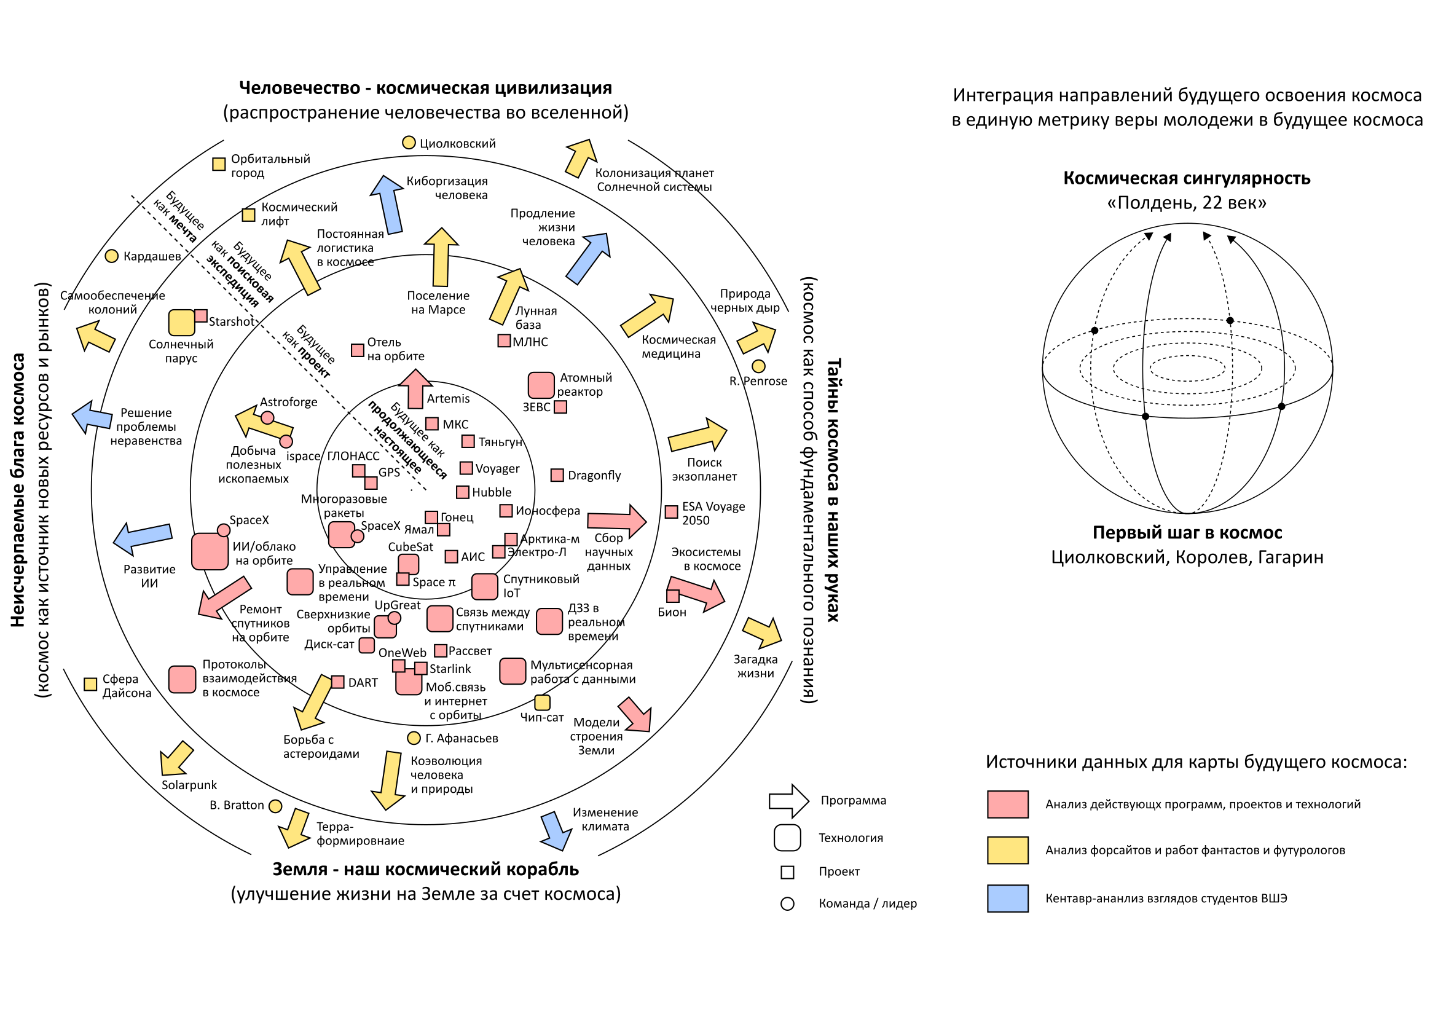 Человечество - космическая цивилизация
(распространение человечества во вселенной)
Интеграция направлений будущего освоения космоса
в единую метрику веры молодежи в будущее космоса
Космическая сингулярность
«Полдень, 22 век»
Первый шаг в космос
Циолковский, Королев, Гагарин
Неисчерпаемые блага космоса
(космос как источник новых ресурсов и рынков)
Тайны космоса в наших руках
(космос как способ фундаментального познания)
Орбитальный
город
Циолковский
Колонизация планет
Солнечной системы
Киборгизация
человека
Космический
лифт
Продление
жизни
человека
Постоянная
логистика
в космосе
Будущее
как мечта
Будущее
как поисковая
экспедиция
Будущее
как проект
Будущее как
продолжающееся
настоящее
Кардашев
Самообеспечение
колоний
Starshot
Солнечный
парус
Поселение
на Марсе
Лунная
база
МЛНС
Космическая
медицина
Природа
черных дыр
R. Penrose
Отель
на орбите
Artemis
Атомный
реактор
ЗЕВС
МКС
Тяньгун
Voyager
Hubble
Dragonfly
Поиск
экзопланет
Astroforge
ispace
Добыча
полезных
ископаемых
Решение
проблемы
неравенства
ГЛОНАСС
GPS
Многоразовые
ракеты
SpaceX
Гонец
Ямал
Ионосфера
Арктика-м
Электро-Л
АИС
CubeSat
Space π
Сбор
научных
данных
ESA Voyage
2050
Экосистемы
в космосе
Бион
SpaceX
ИИ/облако
на орбите
Развитие
ИИ
Управление
в реальном
времени
Спутниковый
IoT
Ремонт
спутников
на орбите
UpGreat
Сверхнизкие
орбиты
Связь между
спутниками
ДЗЗ в
реальном
времени
Диск-сат
OneWeb
Рассвет
Starlink
Моб.связь
и интернет
с орбиты
Мультисенсорная
работа с данными
Загадка
жизни
Сфера
Дайсона
Протоколы
взаимодействия
в космосе
DART
Чип-сат
Модели
строения
Земли
Борьба с
астероидами
Г. Афанасьев
Коэволюция
человека
и природы
Solarpunk
B. Bratton
Терра-
формировнаие
Изменение
климата
Земля - наш космический корабль
(улучшение жизни на Земле за счет космоса)
Программа
Технология
Проект
Команда / лидер
Источники данных для карты будущего космоса:
Анализ действующх программ, проектов и технологий
Анализ форсайтов и работ фантастов и футурологов
Кентавр-ананлиз взглядов студентов ВШЭ